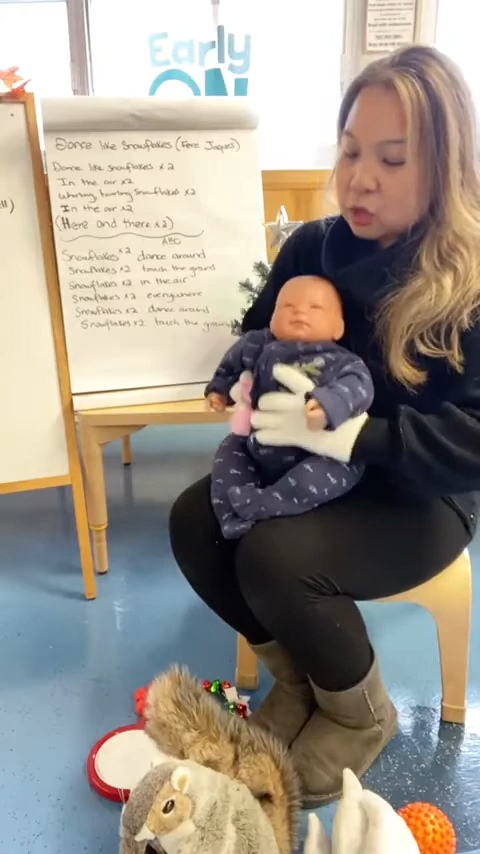 Early
ON
Dance like Snowflakes (Frere Jaques)
Dance like snowflakes x2
In the air x2
Whirling twirling snowflakes x2
In the air x2
(Here and there x2)
ABC
Snowflakes x2 dance around
Snowflakes x2 touch the ground
Snowflakes x2 in the air
Snowflakes x2 everywhere
Snowflakes x2 dance around
Snowflakes x2 touch the ground